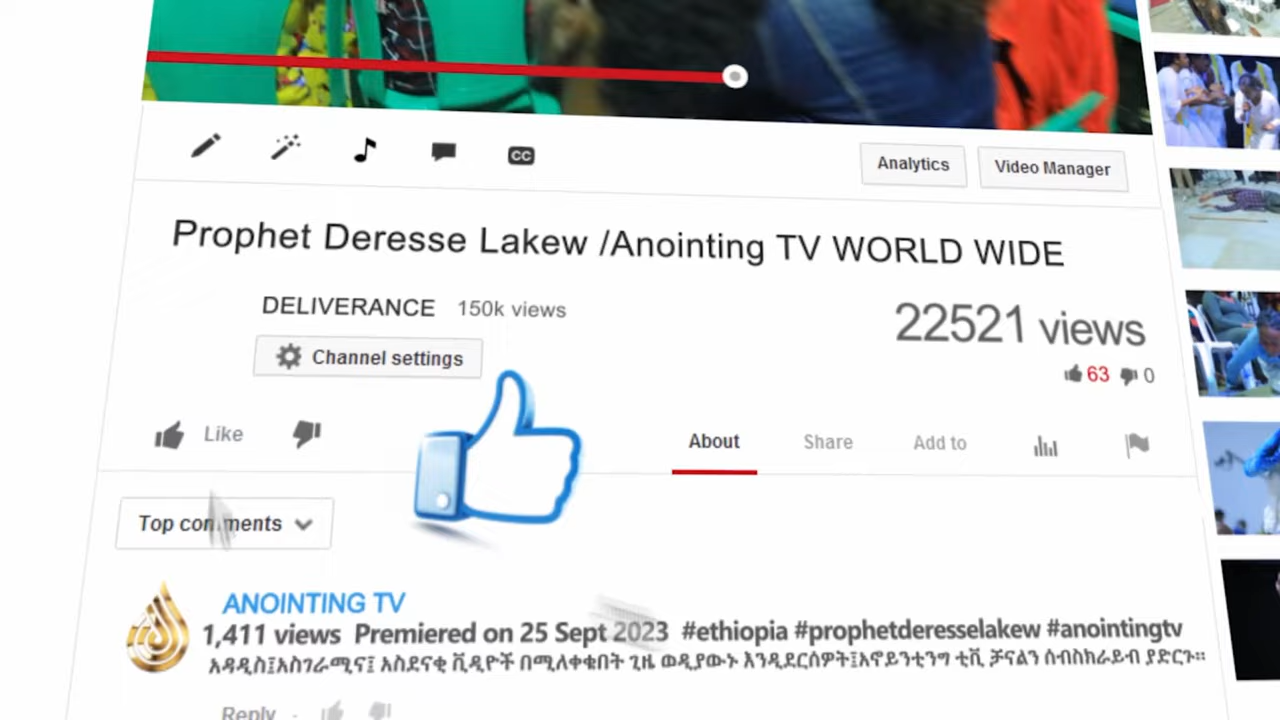 CC
Analytics
Video Manager
Prophet Deresse Lakew /Anointing TV WORLD WIDE
DELIVERANCE 150k views
22521 views
Channel settings
63 0
Like
About Share Add to
Top comments
ANOINTING TV
1,411 views Premiered on 25 Sept 2023 #ethiopia #prophetderesselakew #anointingtv
አዳዲስ፤አስገራሚና፤ አስደናቂ ቪዲዮች በሚለቀቁበት ጊዜ ወዲያውኑ እንዲደርሰዎት፤አኖይንቲንግ ቲቪ ቻናልን ሰብስክራይብ ያድርጉ።
Reply